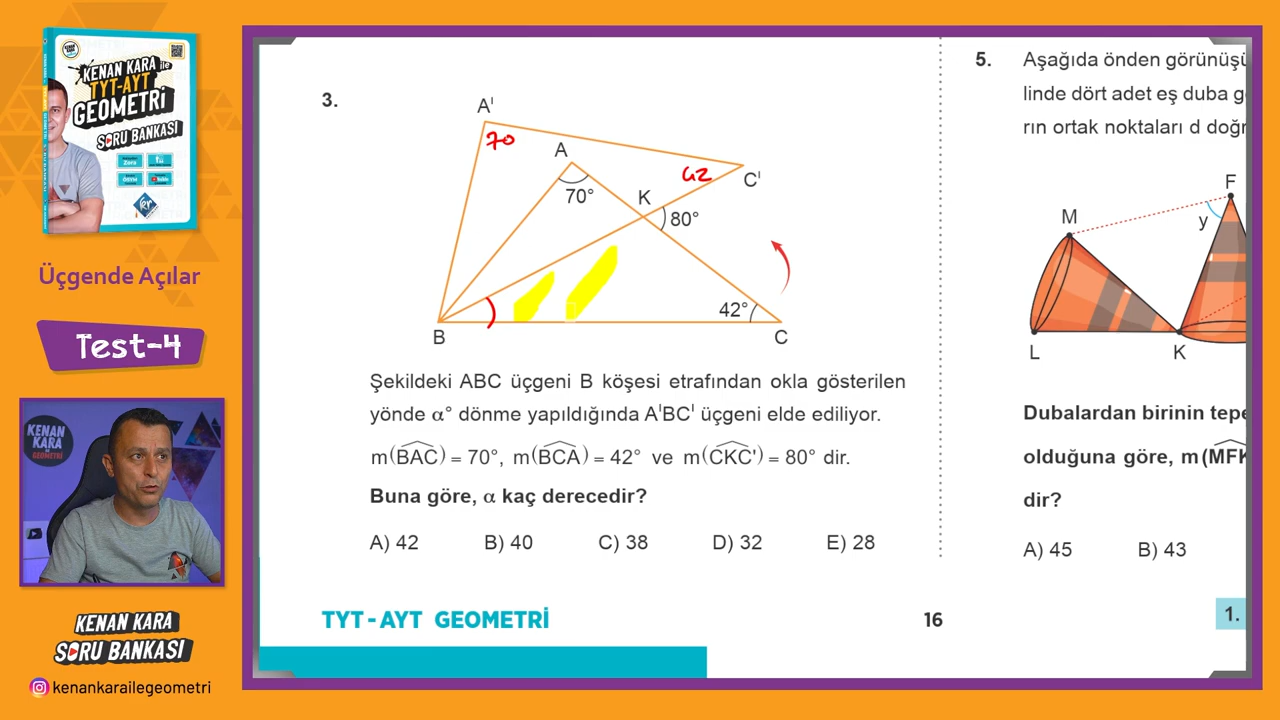 KENAN KARA ile
TYT-AYT
GEOMETRİ
SORU BANKASI
Üçgende Açılar
Test-4
KENAN
KARA
GEOMETRİ
KENAN KARA
SORU BANKASI
kenankarailegeometri
3.
A'
70
A
70°
K
42
C'
80°
42°
B
C
Şekildeki ABC üçgeni B köşesi etrafından okla gösterilen
yönde α° dönme yapıldığında A'BC' üçgeni elde ediliyor.
m(BAC) = 70°, m(BCA) = 42° ve m(CKC') = 80° dir.
Buna göre, α kaç derecedir?
A) 42 B) 40 C) 38 D) 32 E) 28
TYT - AYT GEOMETRİ
16
5.
Aşağıda önden görünüşü
linde dört adet eş duba g
rın ortak noktaları d doğr
F
M
y
L
K
Dubalardan birinin tepe
olduğuna göre, m(MFK
dir?
A) 45 B) 43
1.